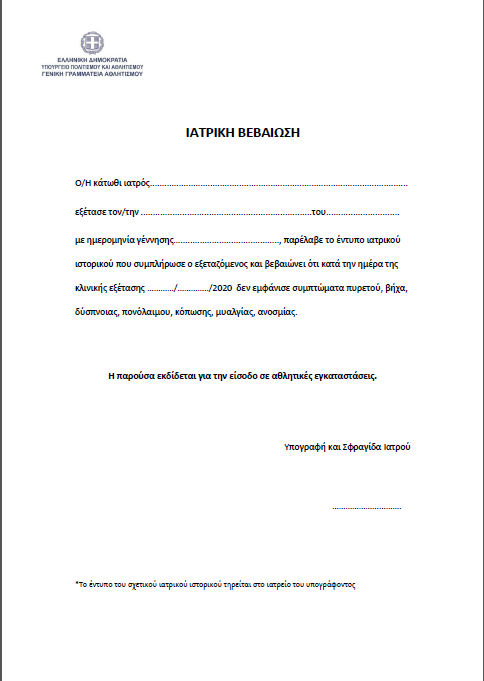 ΕΛΛΗΝΙΚΗ ΔΗΜΟΚΡΑΤΙΑ
ΥΠΟΥΡΓΕΙΟ ΠΟΛΙΤΙΣΜΟΥ ΚΑΙ ΑΘΛΗΤΙΣΜΟΥ
ΓΕΝΙΚΗ ΓΡΑΜΜΑΤΕΙΑ ΑΘΛΗΤΙΣΜΟΥ
ΙΑΤΡΙΚΗ ΒΕΒΑΙΩΣΗ
Ο/Η κάτωθι ιατρός..........................................................................................................
εξέτασε τον/την .......................................................................του..............................
με ημερομηνία γέννησης............................................, παρέλαβε το έντυπο ιατρικού
ιστορικού που συμπλήρωσε ο εξεταζόμενος και βεβαιώνει ότι κατά την ημέρα της
κλινικής εξέτασης .........../............./2020 δεν εμφάνισε συμπτώματα πυρετού, βήχα,
δύσπνοιας, πονόλαιμου, κόπωσης, μυαλγίας, ανοσμίας.
Η παρούσα εκδίδεται για την είσοδο σε αθλητικές εγκαταστάσεις.
Υπογραφή και Σφραγίδα Ιατρού
..............................
*Το έντυπο του σχετικού ιατρικού ιστορικού τηρείται στο ιατρείο του υπογράφοντος